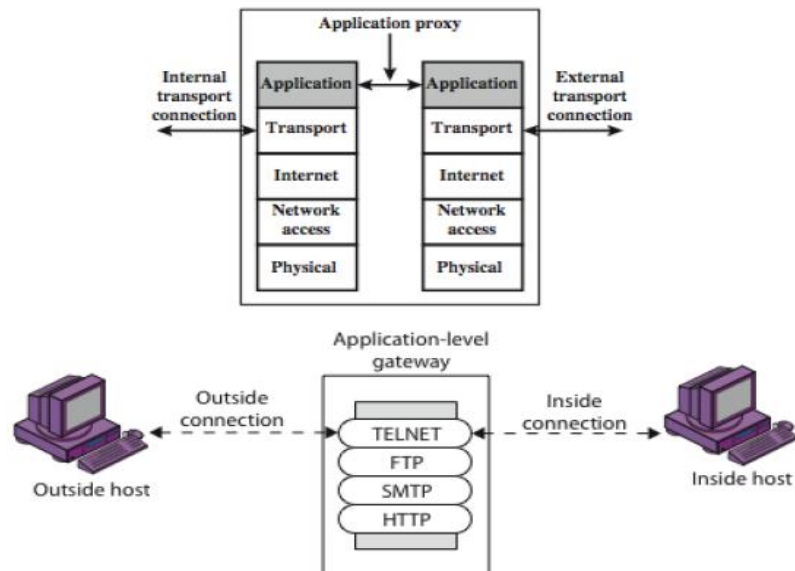 Application proxy
Internal
transport
connection
Application
Application
External
transport
connection
Transport
Transport
Internet
Internet
Network
access
Network
access
Physical
Physical
Application-level
gateway
Outside
connection
Inside
connection
TELNET
FTP
SMTP
HTTP
Outside host
Inside host